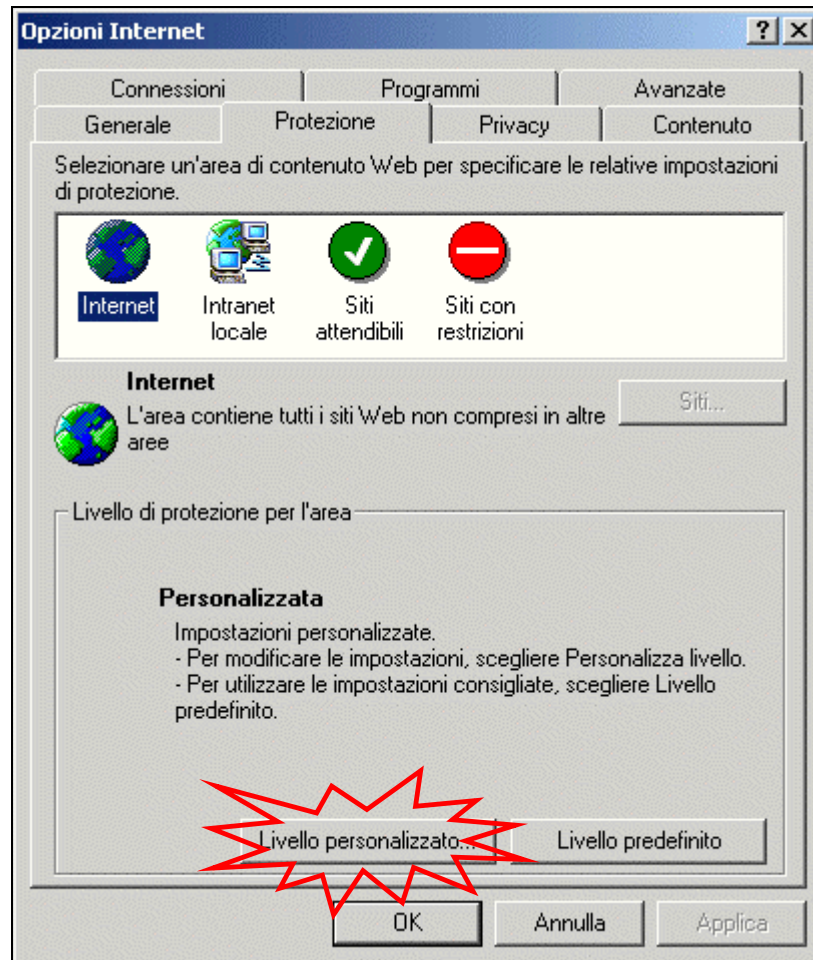 Opzioni Internet
Connessioni Programmi Avanzate
Generale Protezione Privacy Contenuto
Selezionare un'area di contenuto Web per specificare le relative impostazioni
di protezione.
Internet Intranet locale Siti attendibili Siti con restrizioni
Internet
L'area contiene tutti i siti Web non compresi in altre
aree
Siti...
Livello di protezione per l'area
Personalizzata
Impostazioni personalizzate.
- Per modificare le impostazioni, scegliere Personalizza livello.
- Per utilizzare le impostazioni consigliate, scegliere Livello
predefinito.
Livello personalizzato... Livello predefinito
OK Annulla Applica